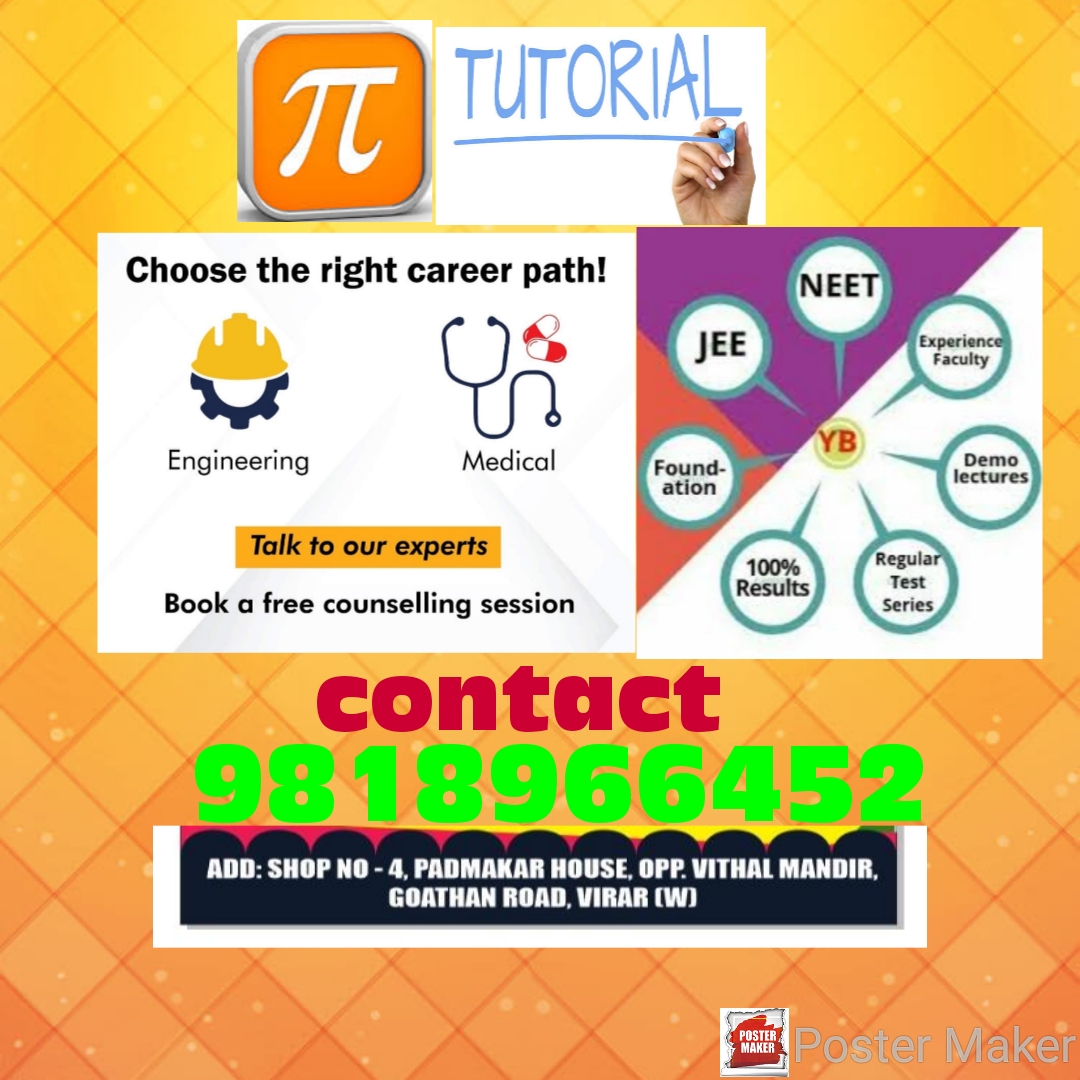 π
TUTORIAL
Choose the right career path!
Engineering
Medical
Talk to our experts
Book a free counselling session
NEET
JEE
Experience
Faculty
YB
Found-
ation
Demo
lectures
100%
Results
Regular
Test
Series
contact
9818966452
ADD: SHOP NO - 4, PADMAKAR HOUSE, OPP. VITHAL MANDIR,
GOATHAN ROAD, VIRAR (W)
POSTER
MAKER
Poster Maker